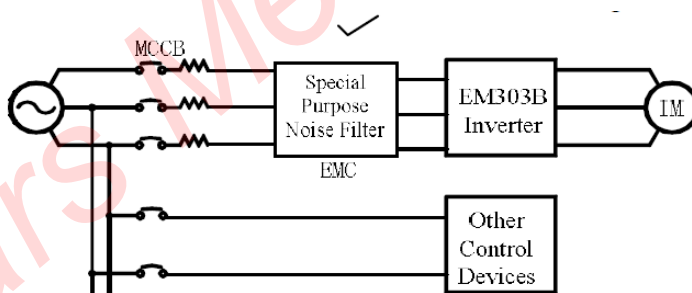 MCCB
Special
Purpose
Noise Filter
EMC
EM303B
Inverter
IM
Other
Control
Devices